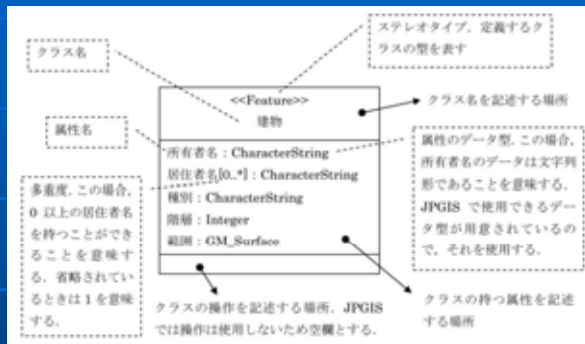 ステレオタイプ、定義するク
ラスの型を表す
クラス名
<<Feature>>
建物
クラス名を記述する場所
属性名
所有者名：CharacterString
居住者名[0..*]：CharacterString
種別：CharacterString
階層：Integer
範囲：GM_Surface
属性のデータ型. この場合,
所有者名のデータは文字列
形であることを意味する.
JPGIS で使用できるデー
タ型が用意されているの
で, それを使用する.
多重度. この場合,
0 以上の居住者名
を持つことができ
ることを意味す
る. 省略されてい
るときは 1 を意味
する.
クラスの操作を記述する場所. JPGIS
では操作は使用しないため空欄とする.
クラスの持つ属性を記述
する場所